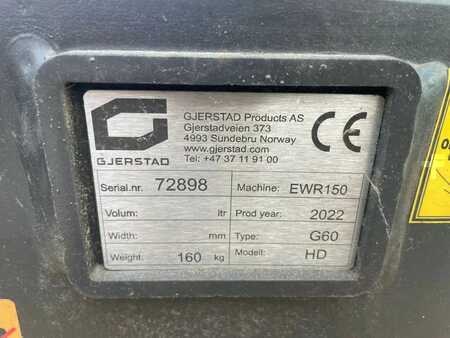 GJERSTAD
GJERSTAD Products AS
Gjerstadveien 373
4993 Sundebru Norway
www.gjerstad.com
Tel: +47 37 11 91 00
CE
Serial.nr. 72898 Machine: EWR150
Volum: ltr Prod year: 2022
Width: mm Type: G60
Weight: 160 kg Modell: HD